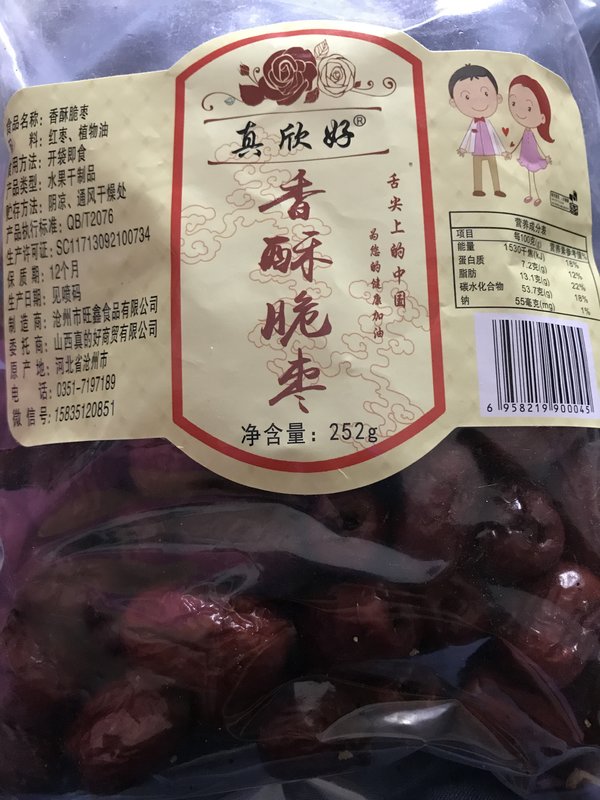 真欣好®
香酥脆枣
舌尖上的中国
为您的健康加油
净含量：252g
食品名称：香酥脆枣
料：红枣、植物油
食用方法：开袋即食
产品类型：水果干制品
贮存方法：阴凉、通风干燥处
产品执行标准：QB/T2076
生产许可证：SC11713092100734
保质期：12个月
生产日期：见喷码
制造商：沧州市旺鑫食品有限公司
委托商：山西真的好商贸有限公司
原产地：河北省沧州市
电话：0351-7197189
微信号：15835120851
营养成分表
项目 每100克(g) 营养素参考值%
能量 1530千焦(kJ) 18%
蛋白质 7.2克(g) 12%
脂肪 13.1克(g) 22%
碳水化合物 53.7克(g) 18%
钠 55毫克(mg) 1%
6 958219 900045